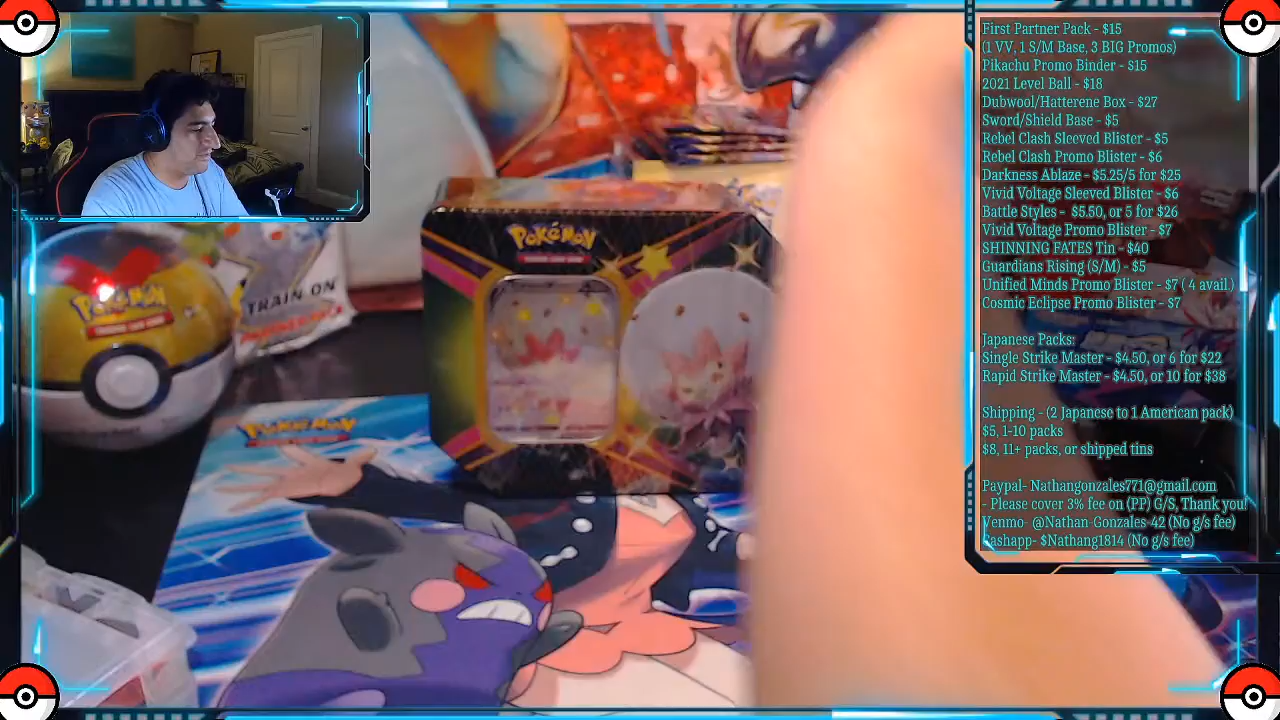 First Partner Pack - $15
(1 VV, 1 S/M Base, 3 BIG Promos)
Pikachu Promo Binder - $15
2021 Level Ball - $18
Dubwool/Hatterene Box - $27
Sword/Shield Base - $5
Rebel Clash Sleeved Blister - $5
Rebel Clash Promo Blister - $6
Darkness Ablaze - $5.25/5 for $25
Vivid Voltage Sleeved Blister - $6
Battle Styles - $5.50, or 5 for $26
Vivid Voltage Promo Blister - $7
SHINNING FATES Tin - $40
Guardians Rising (S/M) - $5
Unified Minds Promo Blister - $7 ( 4 avail.)
Cosmic Eclipse Promo Blister - $7
Japanese Packs:
Single Strike Master - $4.50, or 6 for $22
Rapid Strike Master - $4.50, or 10 for $38
Shipping - (2 Japanese to 1 American pack)
$5, 1-10 packs
$8, 11+ packs, or shipped tins
Paypal- Nathangonzales771@gmail.com
- Please cover 3% fee on (PP) G/S, Thank you!
Venmo- @Nathan-Gonzales-42 (No g/s fee)
Cashapp- $Nathang1814 (No g/s fee)
POKéMON
POKéMON
TRAIN ON
POKéMON